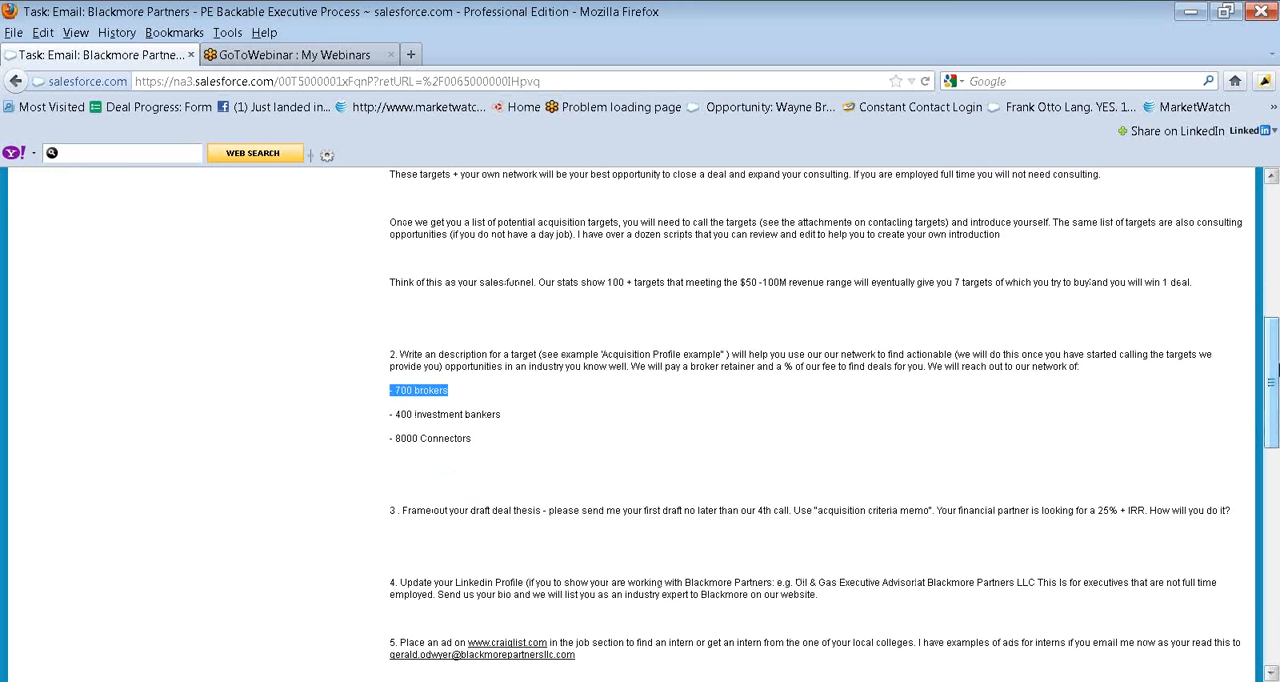 Task: Email: Blackmore Partners - PE Backable Executive Process ~ salesforce.com - Professional Edition - Mozilla Firefox
File Edit View History Bookmarks Tools Help
Task: Email: Blackmore Partne... × GoToWebinar : My Webinars × +
salesforce.com https://na3.salesforce.com/00T5000001xFqnP?retURL=%2F0065000000IHpvq Google
Most Visited Deal Progress: Form (1) Just landed in... http://www.marketwatc... Home Problem loading page Opportunity: Wayne Br... Constant Contact Login Frank Otto Lang. YES. 1... MarketWatch »
Share on LinkedIn Linked in
Y! WEB SEARCH
These targets + your own network will be your best opportunity to close a deal and expand your consulting. If you are employed full time you will not need consulting.
Once we get you a list of potential acquisition targets, you will need to call the targets (see the attachments on contacting targets) and introduce yourself. The same list of targets are also consulting
opportunities (if you do not have a day job). I have over a dozen scripts that you can review and edit to help you to create your own introduction
Think of this as your sales funnel. Our stats show 100 + targets that meeting the $50 -100M revenue range will eventually give you 7 targets of which you try to buy and you will win 1 deal.
2. Write an description for a target (see example 'Acquisition Profile example" ) will help you use our our network to find actionable (we will do this once you have started calling the targets we
provide you) opportunities in an industry you know well. We will pay a broker retainer and a % of our fee to find deals for you. We will reach out to our network of:
- 700 brokers
- 400 investment bankers
- 8000 Connectors
3 . Frame out your draft deal thesis - please send me your first draft no later than our 4th call. Use "acquisition criteria memo". Your financial partner is looking for a 25% + IRR. How will you do it?
4. Update your Linkedin Profile (if you to show your are working with Blackmore Partners: e.g. Oil & Gas Executive Advisor at Blackmore Partners LLC This Is for executives that are not full time
employed. Send us your bio and we will list you as an industry expert to Blackmore on our website.
5. Place an ad on www.craiglist.com in the job section to find an intern or get an intern from the one of your local colleges. I have examples of ads for interns if you email me now as your read this to
gerald.odwyer@blackmorepartnersllc.com